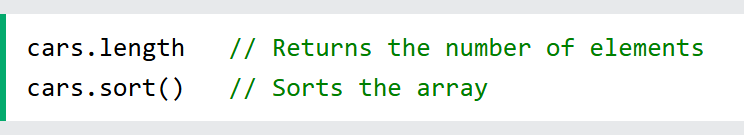 cars.length   // Returns the number of elements
cars.sort()   // Sorts the array